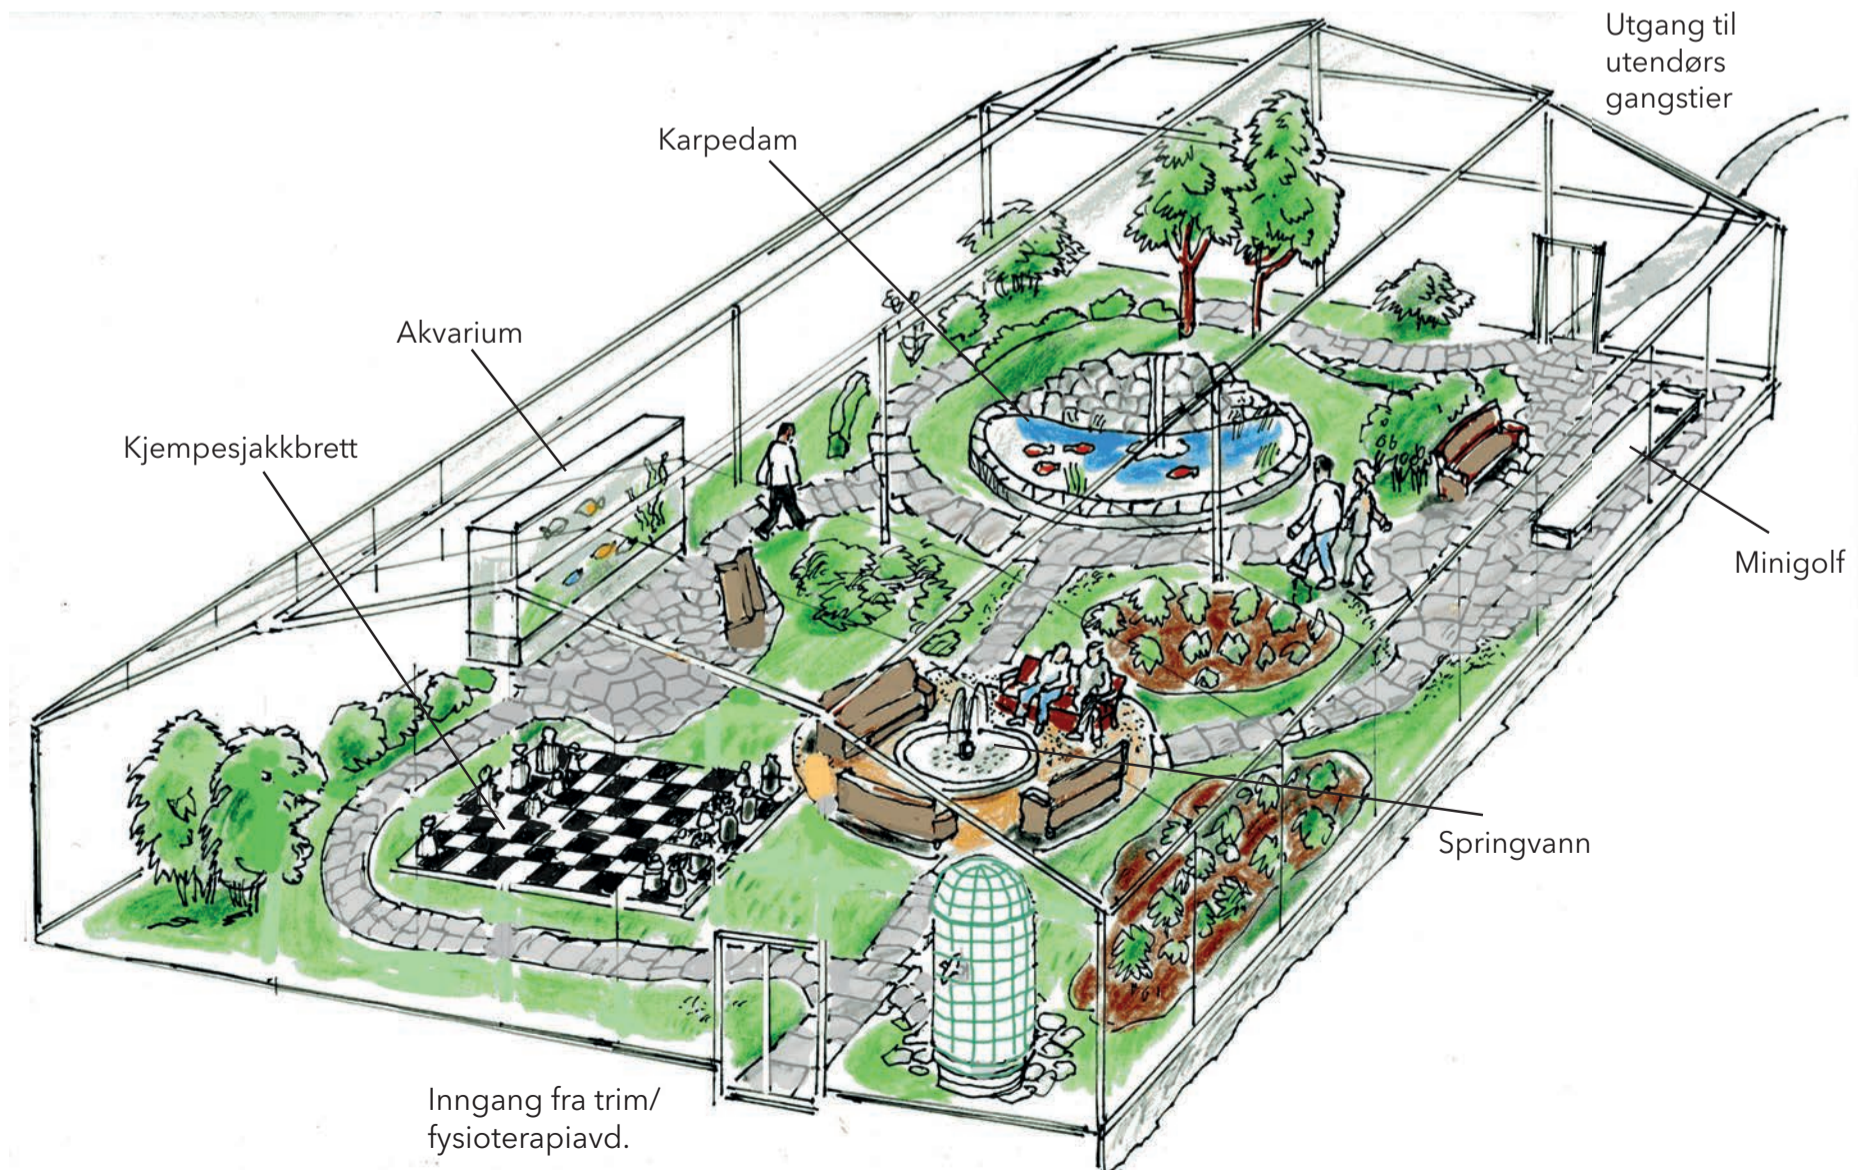 Utgang til
utendørs
gangstier
Karpedam
Akvarium
Kjempesjakkbrett
Minigolf
Springvann
Inngang fra trim/
fysioterapiavd.